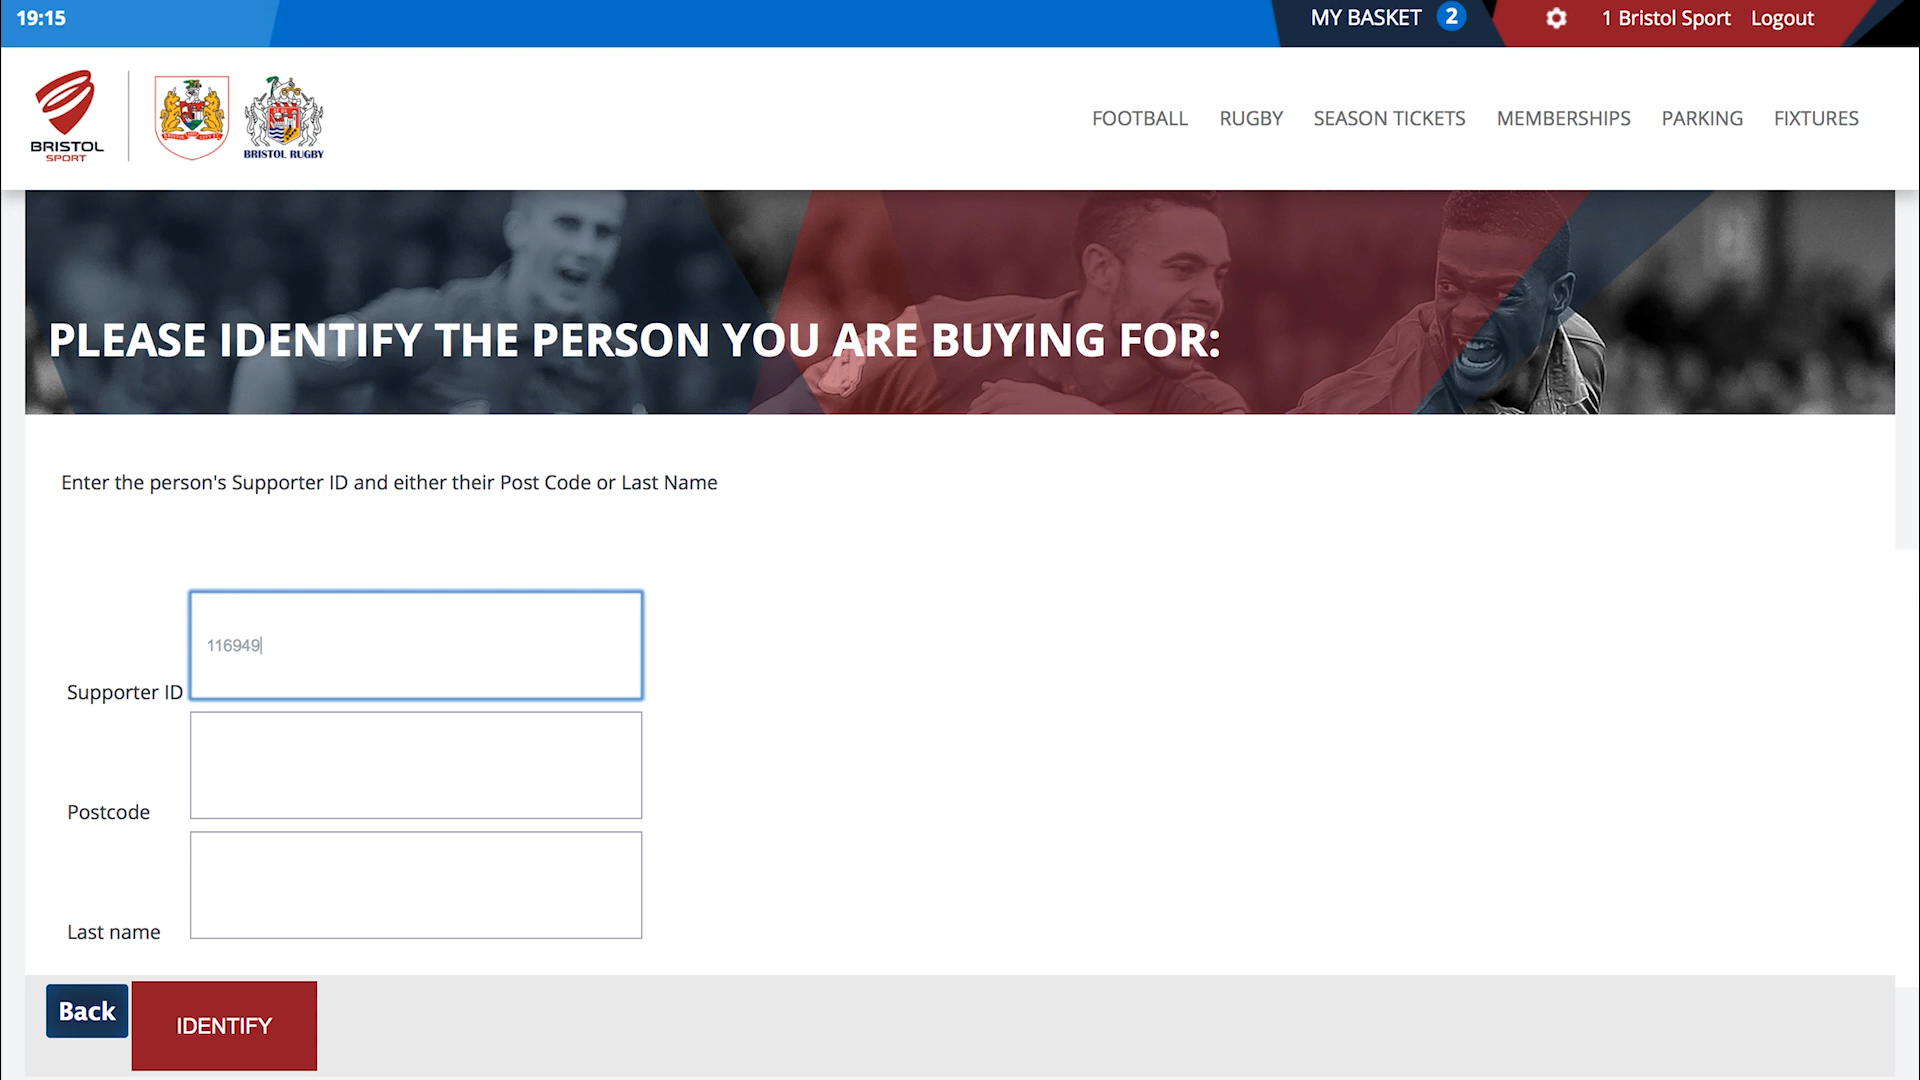 19:15
MY BASKET 2
1 Bristol Sport Logout
BRISTOL
SPORT
BRISTOL RUGBY
FOOTBALL RUGBY SEASON TICKETS MEMBERSHIPS PARKING FIXTURES
PLEASE IDENTIFY THE PERSON YOU ARE BUYING FOR:
Enter the person's Supporter ID and either their Post Code or Last Name
116949
Supporter ID
Postcode
Last name
Back
IDENTIFY